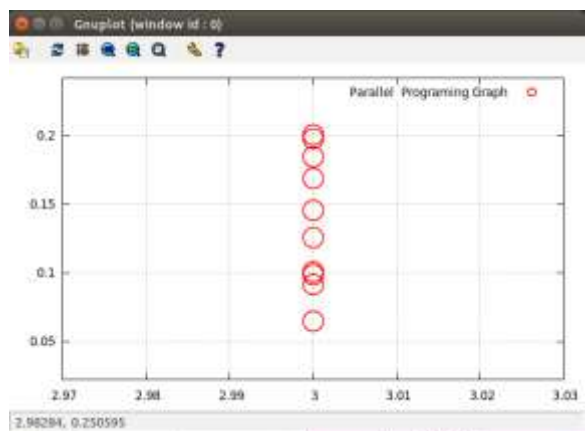 Gnuplot (window id : 0)
Parallel Programing Graph
0.2
0.15
0.1
0.05
2.97 2.98 2.99 3 3.01 3.02 3.03
2.98284, 0.250595